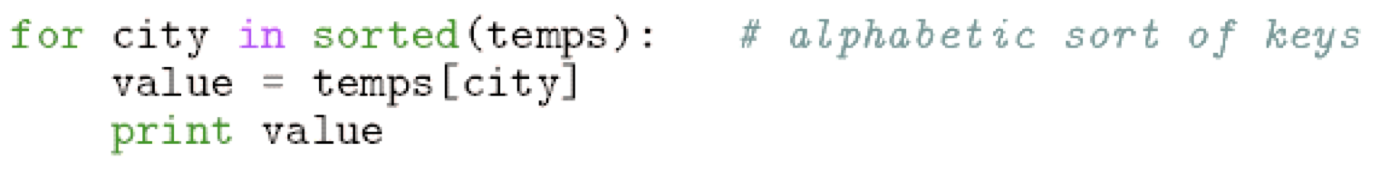 for city in sorted(temps):   # alphabetic sort of keys
    value = temps[city]
    print value